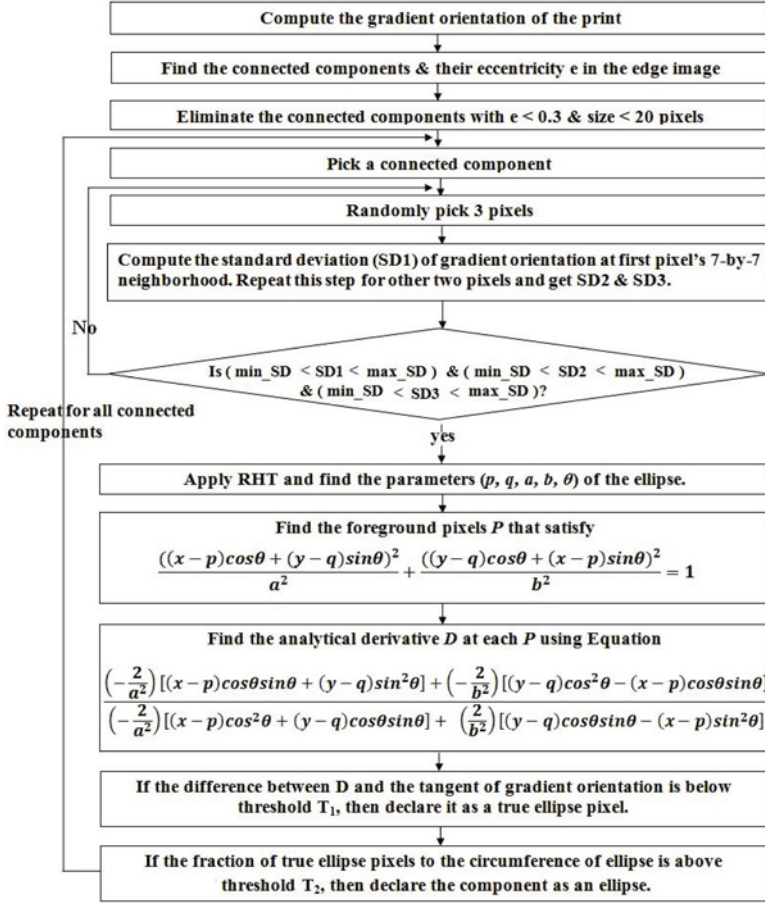 Compute the gradient orientation of the print
Find the connected components & their eccentricity e in the edge image
Eliminate the connected components with e < 0.3 & size < 20 pixels
Pick a connected component
Randomly pick 3 pixels
Compute the standard deviation (SD1) of gradient orientation at first pixel's 7-by-7
neighborhood. Repeat this step for other two pixels and get SD2 & SD3.
No
Is ( min_SD < SD1 < max_SD ) & ( min_SD < SD2 < max_SD )
& ( min_SD < SD3 < max_SD )?
Repeat for all connected
components
yes
Apply RHT and find the parameters (p, q, a, b, θ) of the ellipse.
Find the foreground pixels P that satisfy
((x − p)cosθ + (y − q)sinθ)²/a² + ((y − q)cosθ + (x − p)sinθ)²/b² = 1
Find the analytical derivative D at each P using Equation
(−2/a²) [(x − p)cosθsinθ + (y − q)sin²θ] + (−2/b²) [(y − q)cos²θ − (x − p)cosθsinθ]
(−2/a²) [(x − p)cos²θ + (y − q)cosθsinθ] + (2/b²) [(y − q)cosθsinθ − (x − p)sin²θ]
If the difference between D and the tangent of gradient orientation is below
threshold T₁, then declare it as a true ellipse pixel.
If the fraction of true ellipse pixels to the circumference of ellipse is above
threshold T₂, then declare the component as an ellipse.